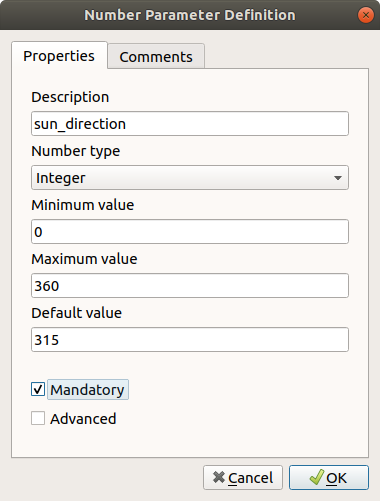 Number Parameter Definition
Properties Comments
Description
sun_direction
Number type
Integer
Minimum value
0
Maximum value
360
Default value
315
Mandatory
Advanced
Cancel OK